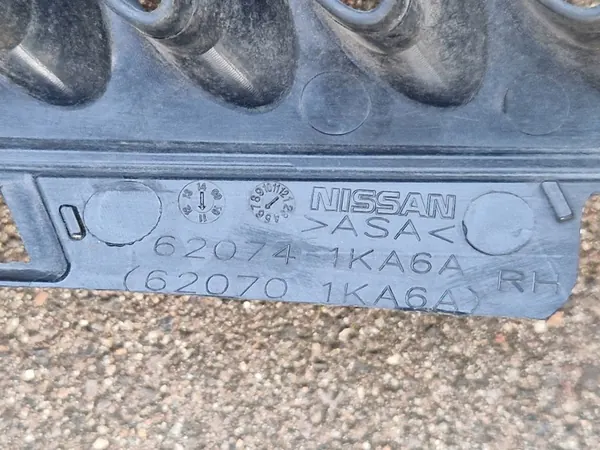 NISSAN
>ASA<
62074 1KA6A
(62070 1KA6A) RH